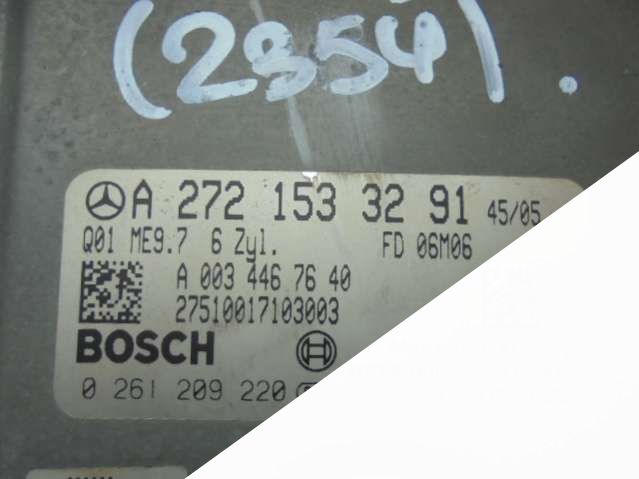 (2354).
A 272 153 32 91 45/05
Q01 ME9.7 6 Zyl. FD 06M06
A 003 446 76 40
27510017103003
BOSCH
0 261 209 220